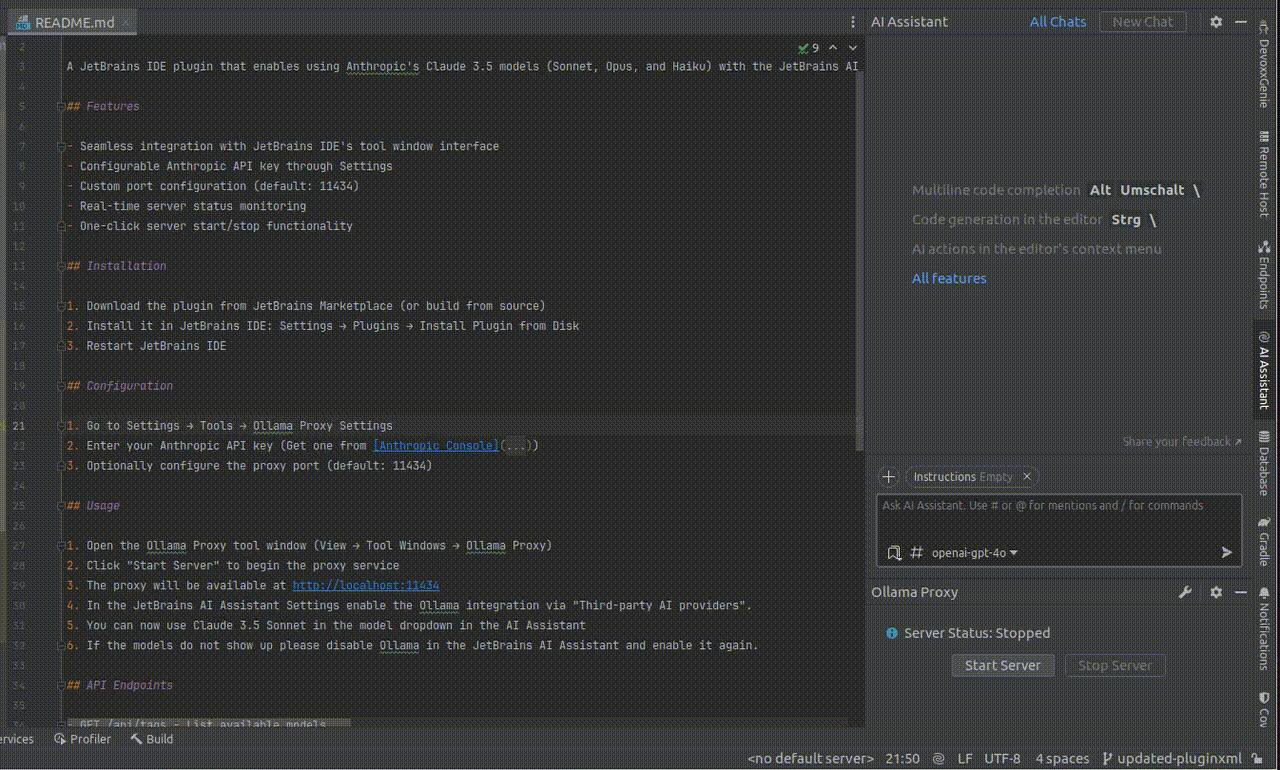 README.md
AI Assistant
All Chats
New Chat
2
9
3 A JetBrains IDE plugin that enables using Anthropic's Claude 3.5 models (Sonnet, Opus, and Haiku) with the JetBrains AI
4
5 ## Features
6
7 - Seamless integration with JetBrains IDE's tool window interface
8 - Configurable Anthropic API key through Settings
9 - Custom port configuration (default: 11434)
10 - Real-time server status monitoring
11 - One-click server start/stop functionality
12
13 ## Installation
14
15 1. Download the plugin from JetBrains Marketplace (or build from source)
16 2. Install it in JetBrains IDE: Settings → Plugins → Install Plugin from Disk
17 3. Restart JetBrains IDE
18
19 ## Configuration
20
21 1. Go to Settings → Tools → Ollama Proxy Settings
22 2. Enter your Anthropic API key (Get one from [Anthropic Console](...))
23 3. Optionally configure the proxy port (default: 11434)
24
25 ## Usage
26
27 1. Open the Ollama Proxy tool window (View → Tool Windows → Ollama Proxy)
28 2. Click "Start Server" to begin the proxy service
29 3. The proxy will be available at http://localhost:11434
30 4. In the JetBrains AI Assistant Settings enable the Ollama integration via "Third-party AI providers".
31 5. You can now use Claude 3.5 Sonnet in the model dropdown in the AI Assistant
32 6. If the models do not show up please disable Ollama in the JetBrains AI Assistant and enable it again.
33
34 ## API Endpoints
35
36 - GET /api/tags - List available models
Multiline code completion Alt Umschalt \
Code generation in the editor Strg \
AI actions in the editor's context menu
All features
Share your feedback ↗
Instructions Empty ×
Ask AI Assistant. Use # or @ for mentions and / for commands
# openai-gpt-4o
Ollama Proxy
Server Status: Stopped
Start Server
Stop Server
DevoxxGenie
Remote Host
Endpoints
AI Assistant
Database
Gradle
Notifications
Cov
ervices
Profiler
Build
<no default server> 21:50 LF UTF-8 4 spaces updated-pluginxml